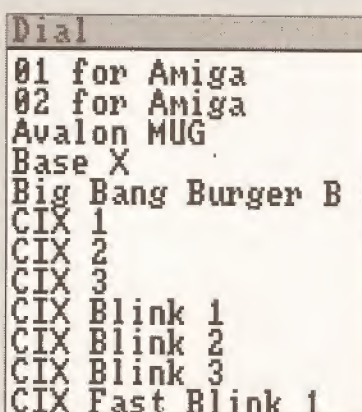 Dial
01 for Amiga
02 for Amiga
Avalon MUG
Base X
Big Bang Burger B
CIX 1
CIX 2
CIX 3
CIX Blink 1
CIX Blink 2
CIX Blink 3
CIX Fast Blink 1